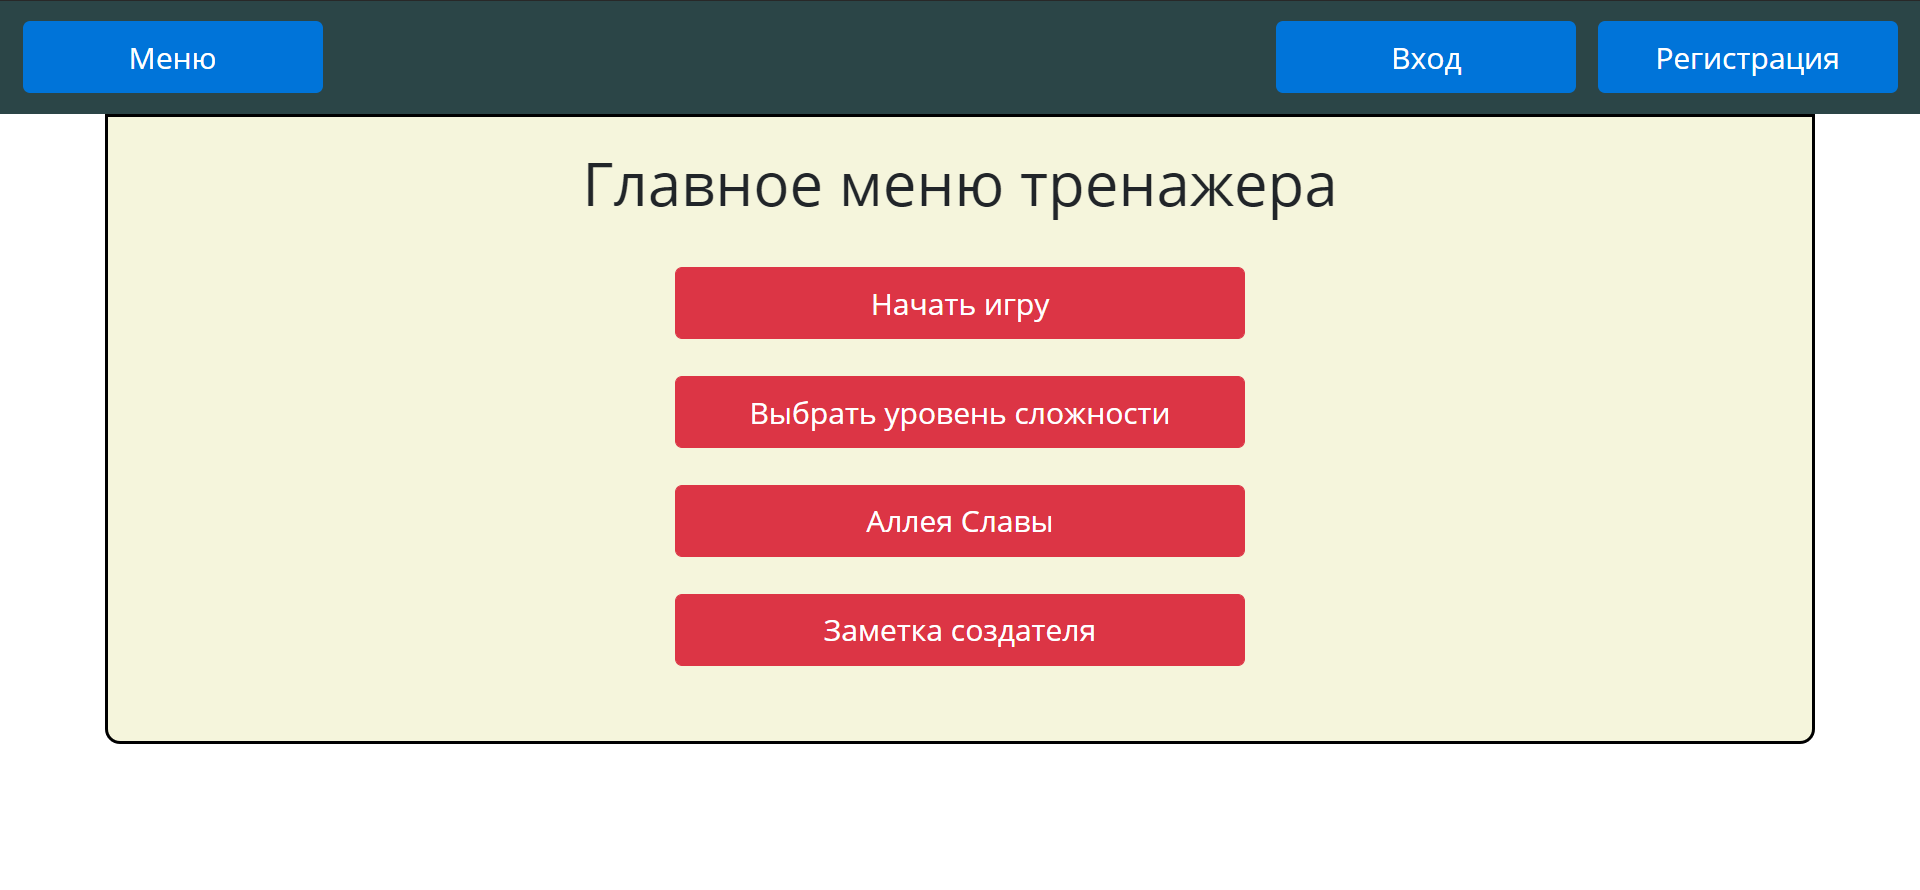 Меню
Вход
Регистрация
Главное меню тренажера
Начать игру
Выбрать уровень сложности
Аллея Славы
Заметка создателя